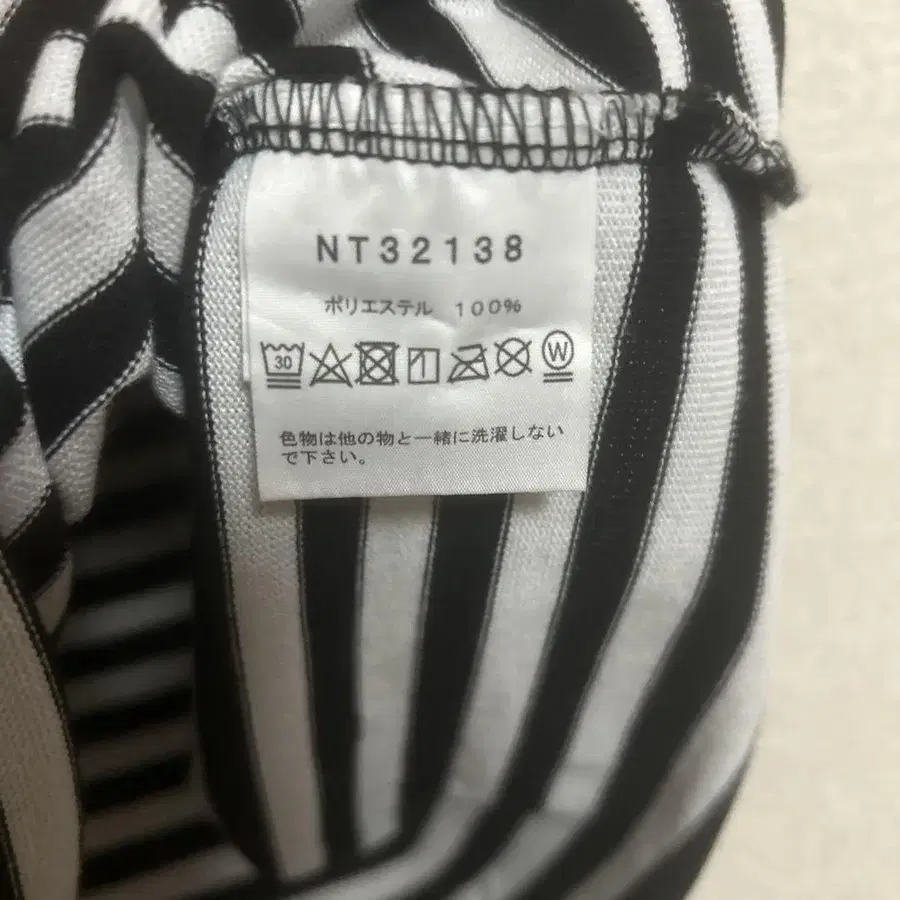 NT32138
ポリエステル 100%
30 W
色物は他の物と一緒に洗濯しない
で下さい。